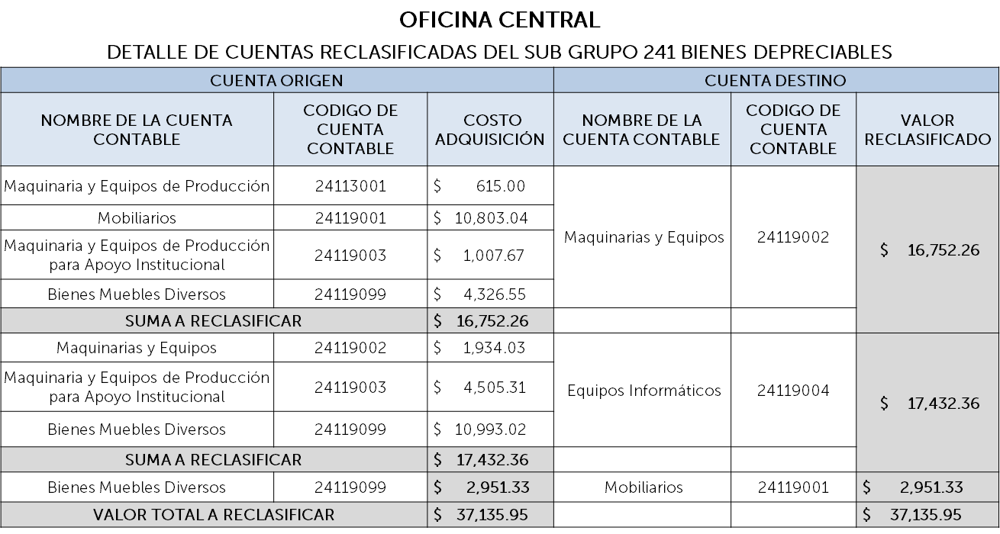 OFICINA CENTRAL
DETALLE DE CUENTAS RECLASIFICADAS DEL SUB GRUPO 241 BIENES DEPRECIABLES
CUENTA ORIGEN CUENTA DESTINO
NOMBRE DE LA CUENTA
CONTABLE
CODIGO DE
CUENTA
CONTABLE
COSTO
ADQUISICIÓN
NOMBRE DE LA
CUENTA CONTABLE
CODIGO DE
CUENTA
CONTABLE
VALOR
RECLASIFICADO
Maquinaria y Equipos de Producción 24113001 $ 615.00
Mobiliarios 24119001 $ 10,803.04
Maquinaria y Equipos de Producción
para Apoyo Institucional
24119003 $ 1,007.67
Bienes Muebles Diversos 24119099 $ 4,326.55
Maquinarias y Equipos 24119002 $ 16,752.26
SUMA A RECLASIFICAR $ 16,752.26
Maquinarias y Equipos 24119002 $ 1,934.03
Maquinaria y Equipos de Producción
para Apoyo Institucional
24119003 $ 4,505.31
Bienes Muebles Diversos 24119099 $ 10,993.02
Equipos Informáticos 24119004 $ 17,432.36
SUMA A RECLASIFICAR $ 17,432.36
Bienes Muebles Diversos 24119099 $ 2,951.33 Mobiliarios 24119001 $ 2,951.33
VALOR TOTAL A RECLASIFICAR $ 37,135.95 $ 37,135.95